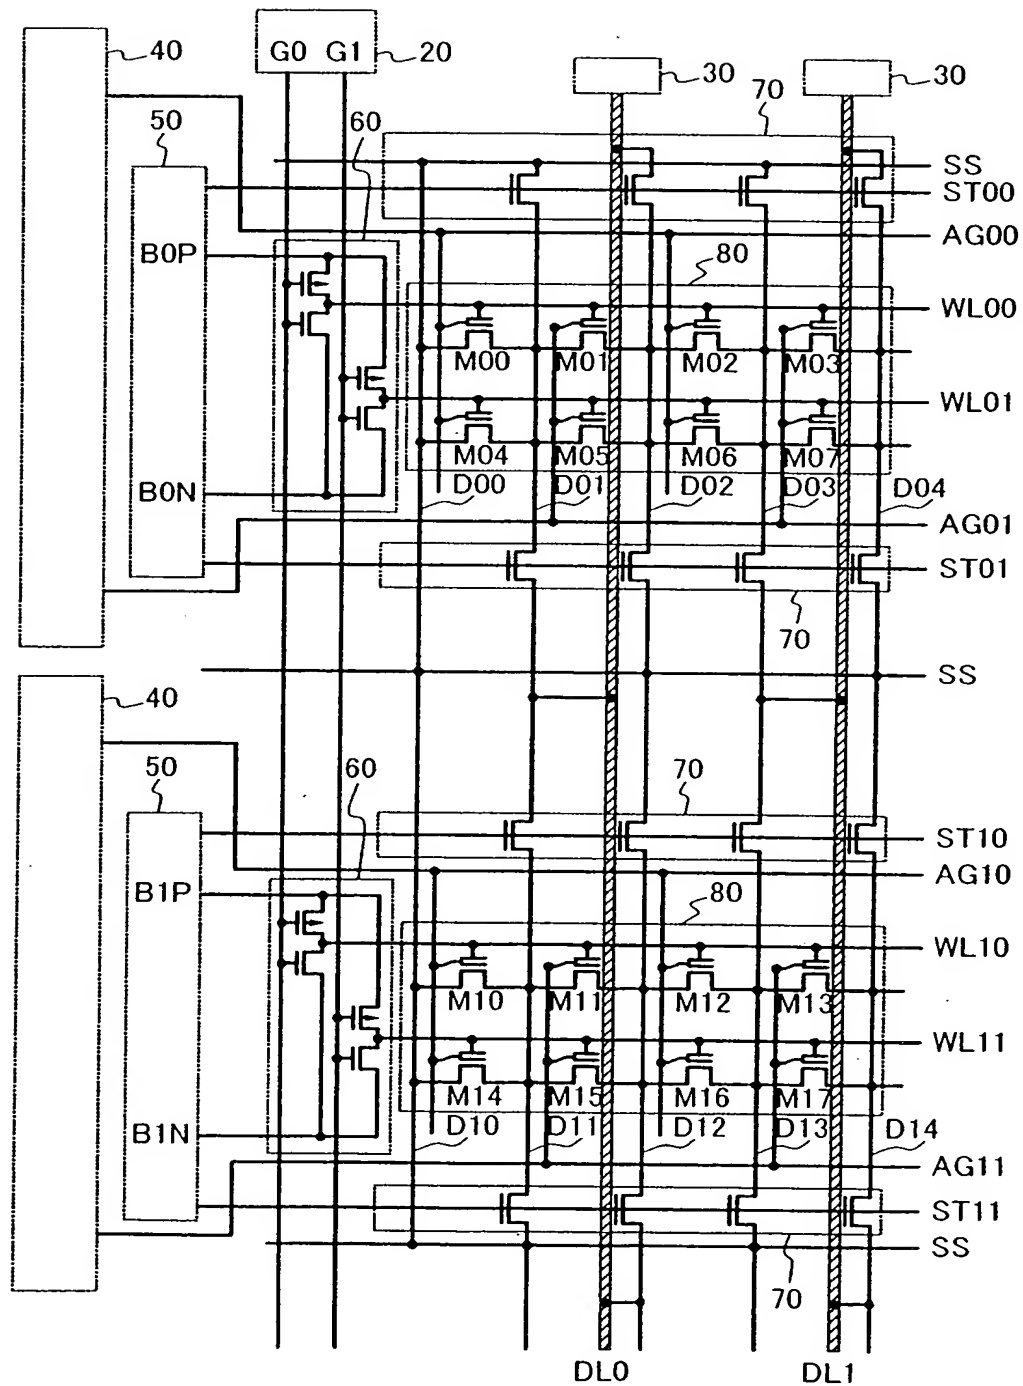 40
G0 G1
20
30
30
50
60
70
SS
ST00
AG00
B0P
80
WL00
M00 M01 M02 M03
WL01
M04 M05 M06 M07
B0N
D00 D01 D02 D03 D04
AG01
ST01
70
SS
40
50
60
70
ST10
AG10
B1P
80
WL10
M10 M11 M12 M13
WL11
M14 M15 M16 M17
B1N
D10 D11 D12 D13 D14
AG11
ST11
SS
70
DL0 DL1